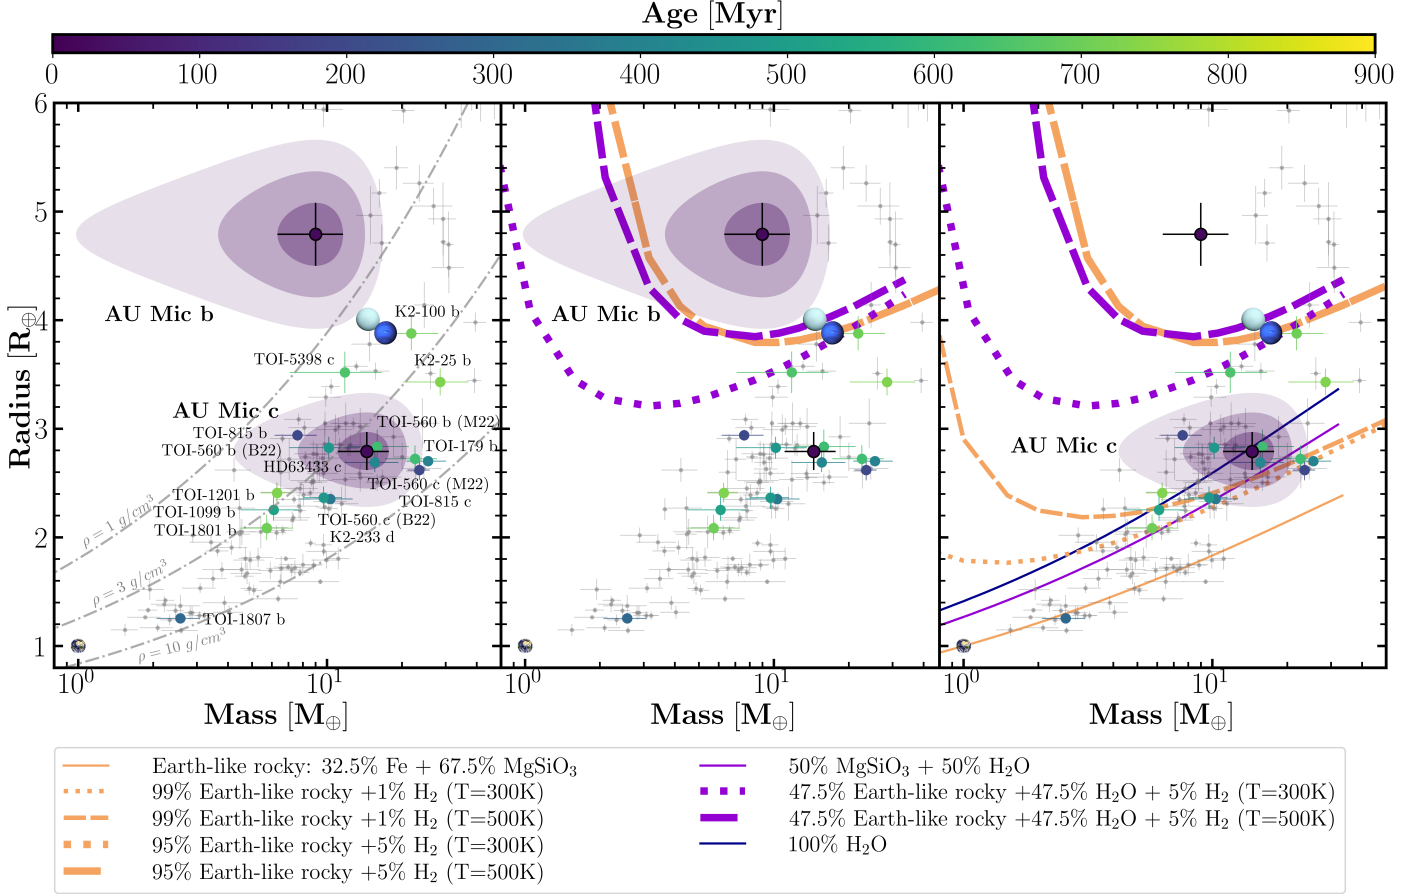 Age [Myr]
0 100 200 300 400 500 600 700 800 900
Radius [R⊕]
6
5
4
3
2
1
AU Mic b
K2-100 b
TOI-5398 c
K2-25 b
AU Mic c
TOI-560 b (M22)
TOI-815 b
TOI-179 b
TOI-560 b (B22)
HD63433 c
TOI-560 c (M22)
TOI-1201 b
TOI-815 c
TOI-1099 b
TOI-560 c (B22)
TOI-1801 b
K2-233 d
TOI-1807 b
ρ = 1 g/cm³
ρ = 3 g/cm³
ρ = 10 g/cm³
10⁰ 10¹
Mass [M⊕]
AU Mic b
10⁰ 10¹
Mass [M⊕]
AU Mic c
10⁰ 10¹
Mass [M⊕]
Earth-like rocky: 32.5% Fe + 67.5% MgSiO₃
99% Earth-like rocky +1% H₂ (T=300K)
99% Earth-like rocky +1% H₂ (T=500K)
95% Earth-like rocky +5% H₂ (T=300K)
95% Earth-like rocky +5% H₂ (T=500K)
50% MgSiO₃ + 50% H₂O
47.5% Earth-like rocky +47.5% H₂O + 5% H₂ (T=300K)
47.5% Earth-like rocky +47.5% H₂O + 5% H₂ (T=500K)
100% H₂O